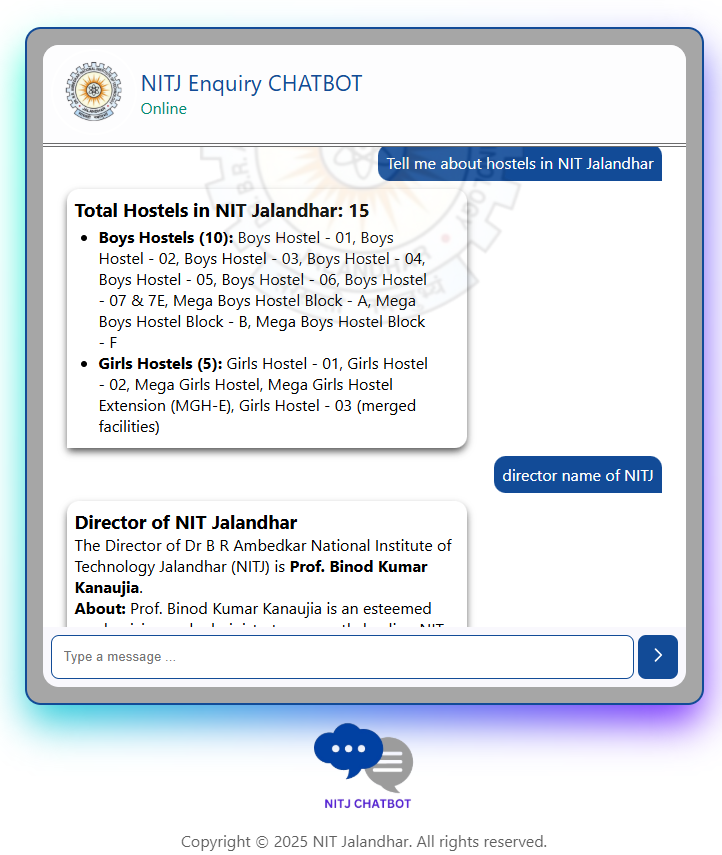 NITJ Enquiry CHATBOT
Online
Tell me about hostels in NIT Jalandhar
Total Hostels in NIT Jalandhar: 15
Boys Hostels (10): Boys Hostel - 01, Boys
Hostel - 02, Boys Hostel - 03, Boys Hostel - 04,
Boys Hostel - 05, Boys Hostel - 06, Boys Hostel
- 07 & 7E, Mega Boys Hostel Block - A, Mega
Boys Hostel Block - B, Mega Boys Hostel Block
- F
Girls Hostels (5): Girls Hostel - 01, Girls Hostel
- 02, Mega Girls Hostel, Mega Girls Hostel
Extension (MGH-E), Girls Hostel - 03 (merged
facilities)
director name of NITJ
Director of NIT Jalandhar
The Director of Dr B R Ambedkar National Institute of
Technology Jalandhar (NITJ) is Prof. Binod Kumar
Kanaujia.
About: Prof. Binod Kumar Kanaujia is an esteemed
Type a message ...
NITJ CHATBOT
Copyright © 2025 NIT Jalandhar. All rights reserved.